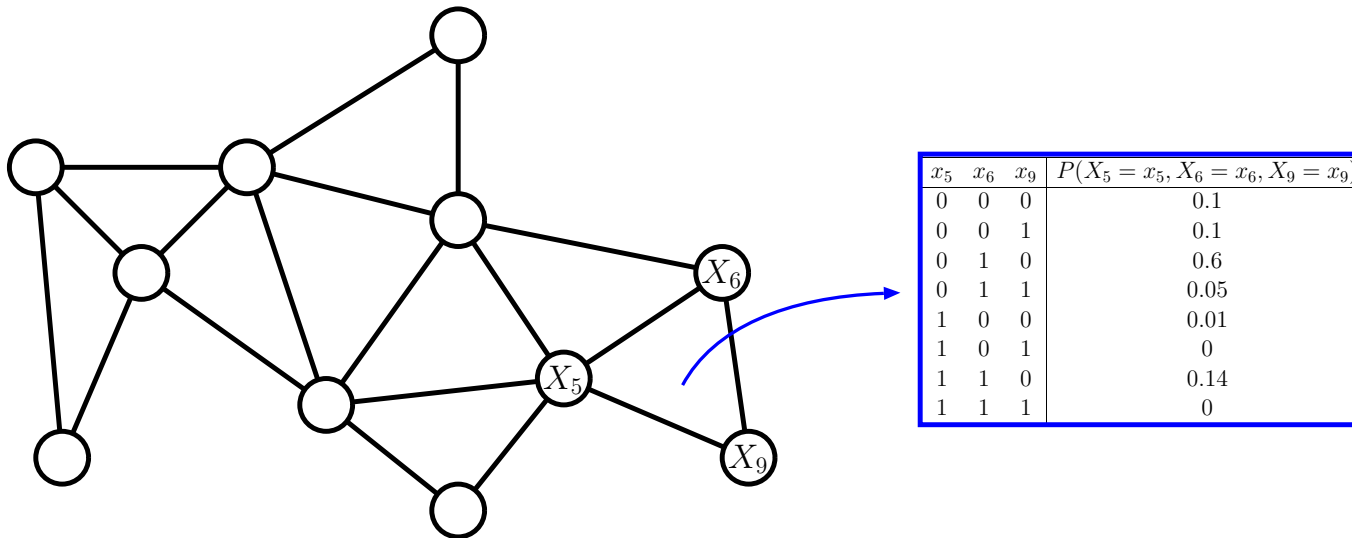 X₆
X₅
X₉
x₅ x₆ x₉ P(X₅ = x₅, X₆ = x₆, X₉ = x₉)
0 0 0 0.1
0 0 1 0.1
0 1 0 0.6
0 1 1 0.05
1 0 0 0.01
1 0 1 0
1 1 0 0.14
1 1 1 0